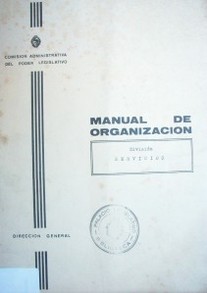 COMISION ADMINISTRATIVA
DEL PODER LEGISLATIVO
MANUAL DE
ORGANIZACION
División
SERVICIOS
DIRECCION GENERAL